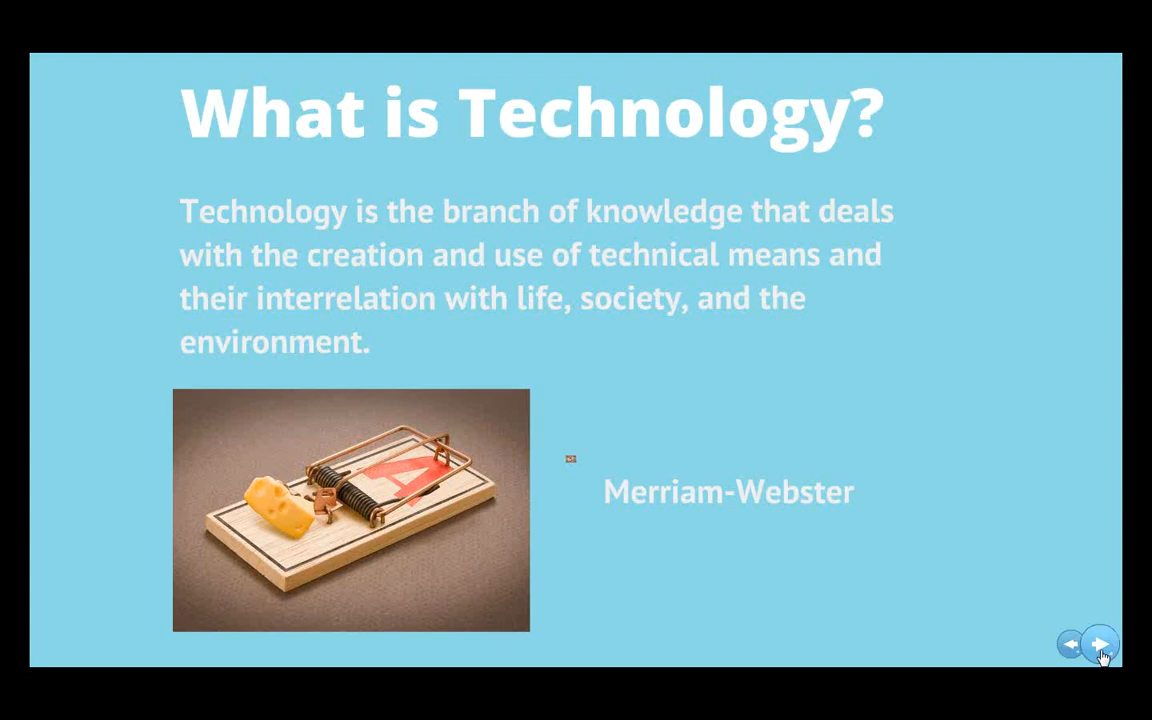 What is Technology?
Technology is the branch of knowledge that deals
with the creation and use of technical means and
their interrelation with life, society, and the
environment.
A
Merriam-Webster